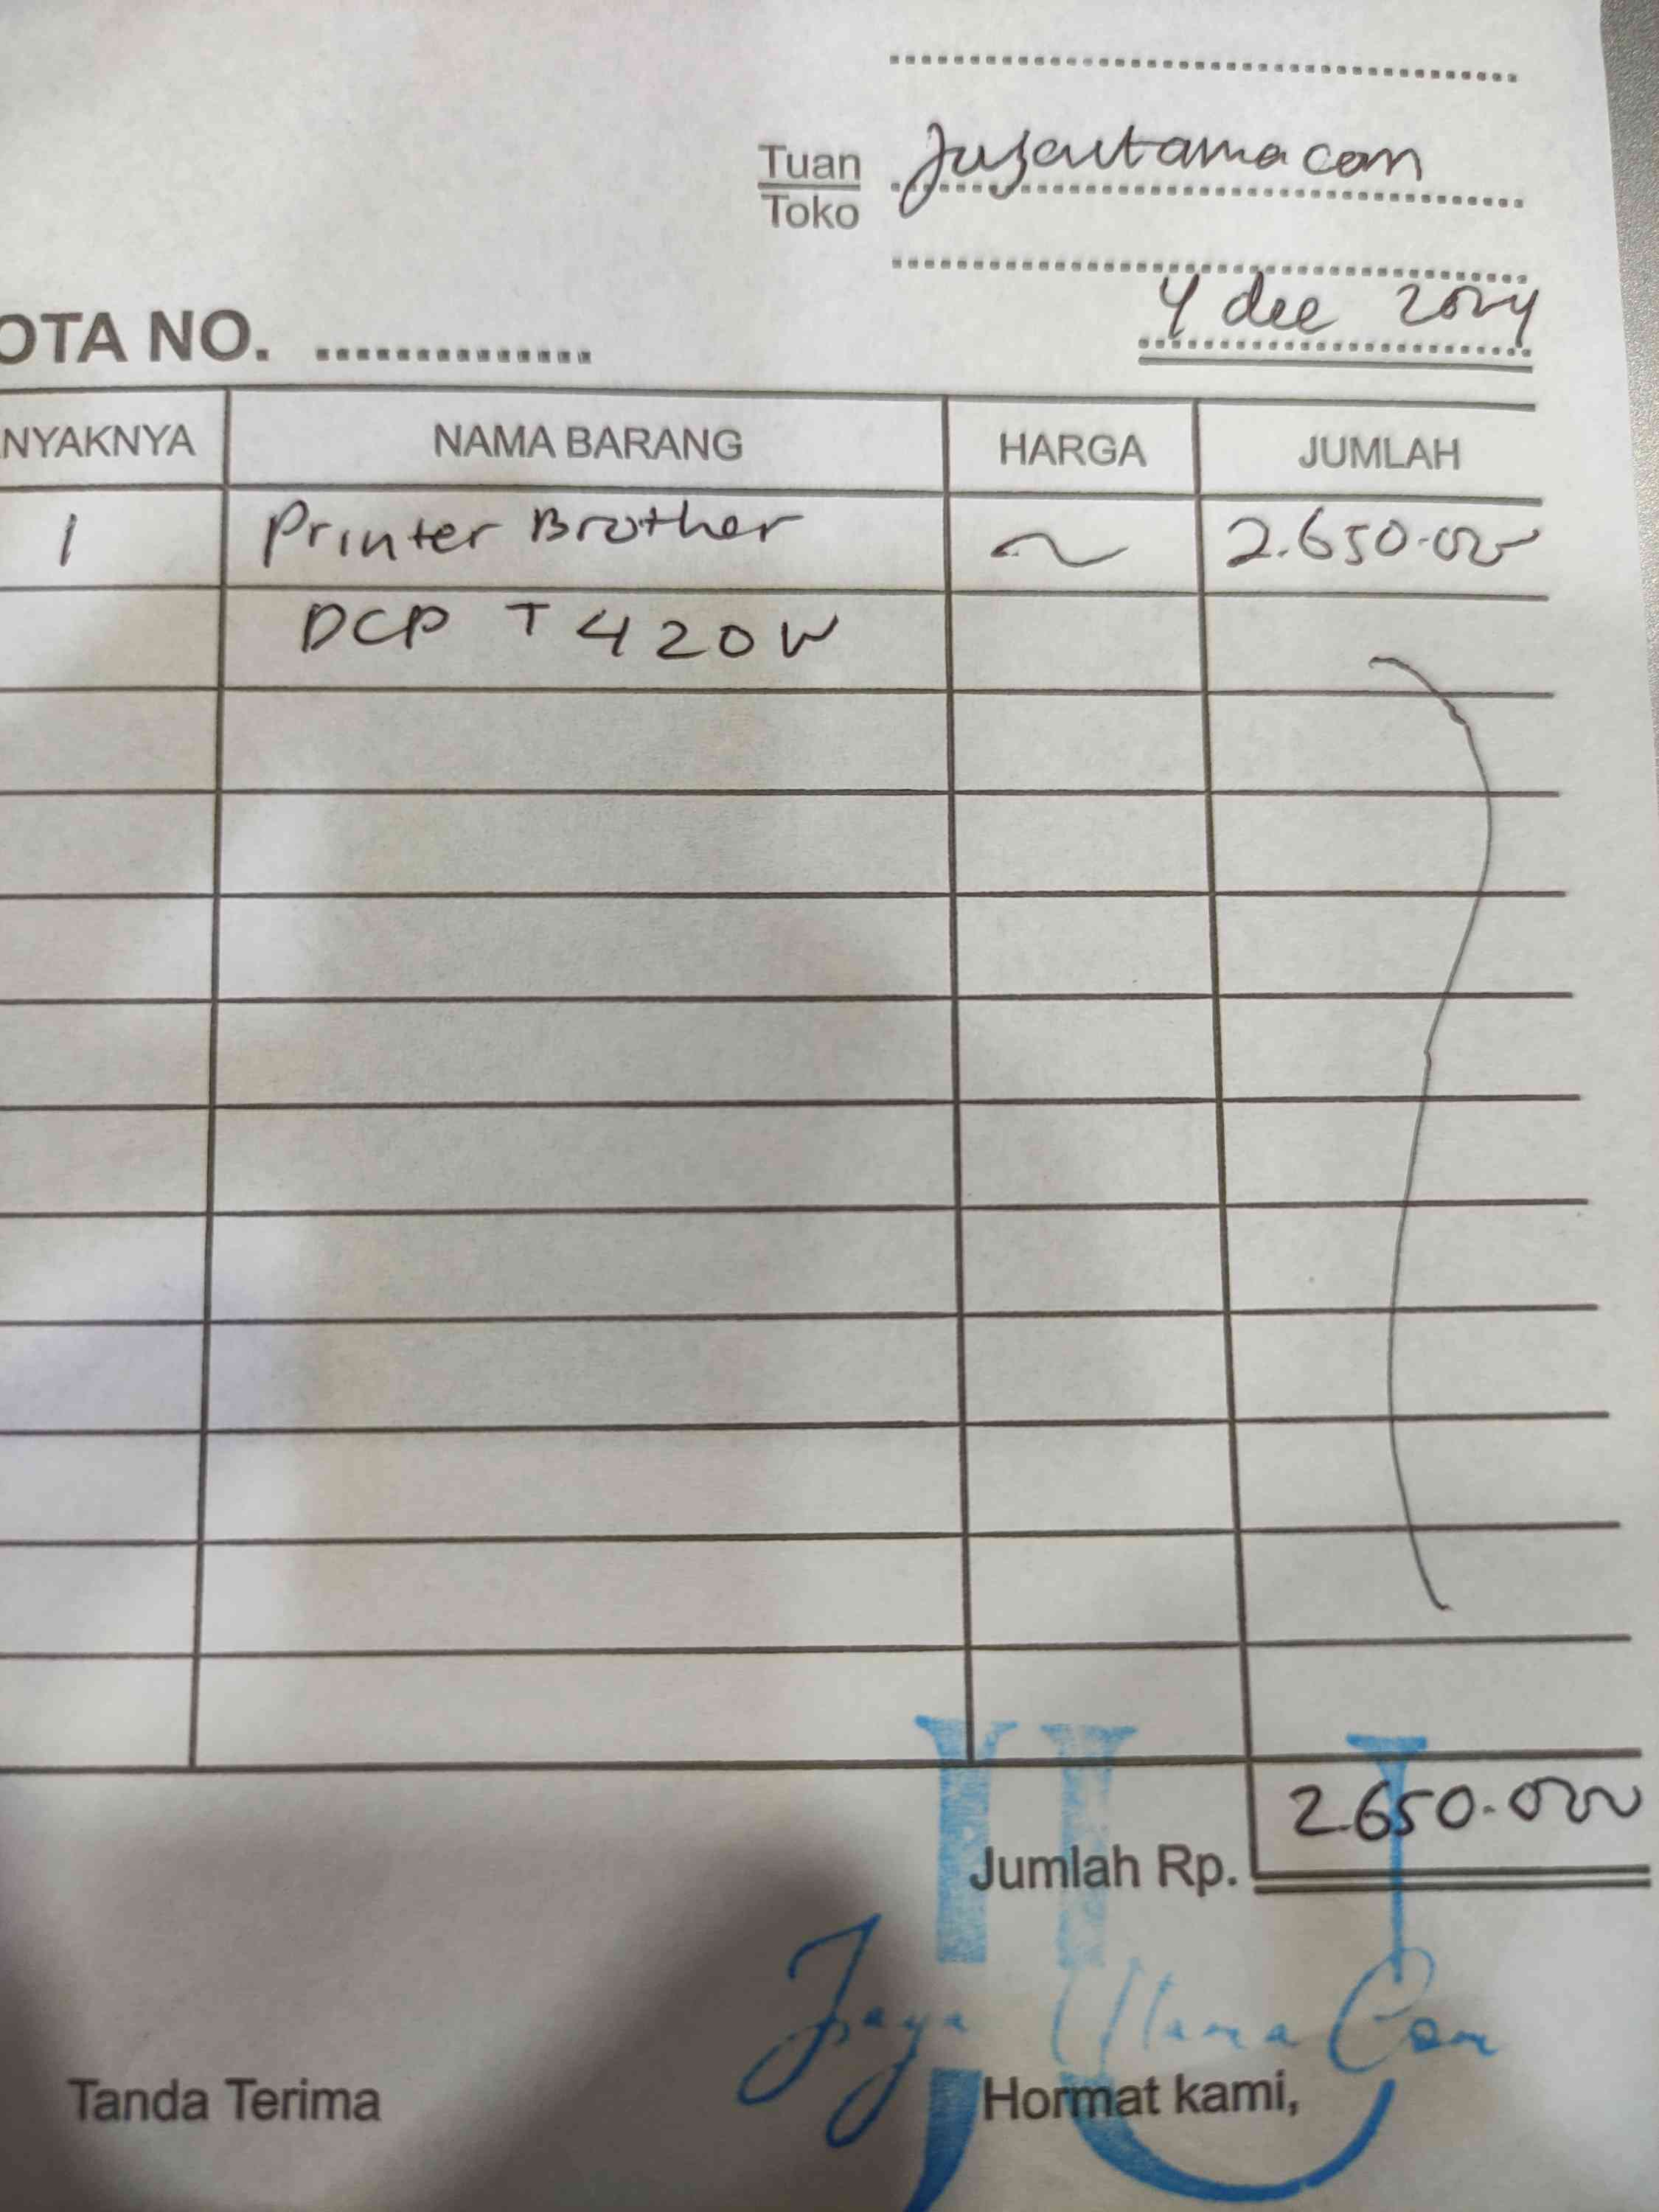 Tuan
Toko
Jayautama com
4 dec 2024
OTA NO. ..............
NYAKNYA NAMA BARANG HARGA JUMLAH
1 Printer Brother ~ 2.650.000
DCP T420W
Jumlah Rp. 2.650.000
Jaya Utama Com
Tanda Terima Hormat kami,